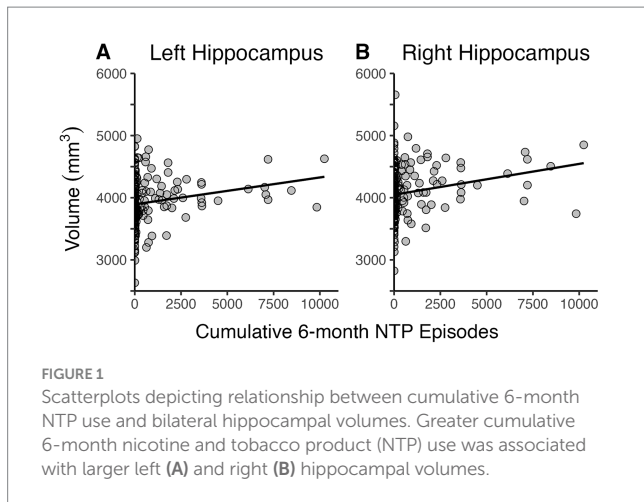 A Left Hippocampus
B Right Hippocampus
Volume (mm³)
6000
5000
4000
3000
0 2500 5000 7500 10000
6000
5000
4000
3000
0 2500 5000 7500 10000
Cumulative 6-month NTP Episodes
FIGURE 1
Scatterplots depicting relationship between cumulative 6-month
NTP use and bilateral hippocampal volumes. Greater cumulative
6-month nicotine and tobacco product (NTP) use was associated
with larger left (A) and right (B) hippocampal volumes.